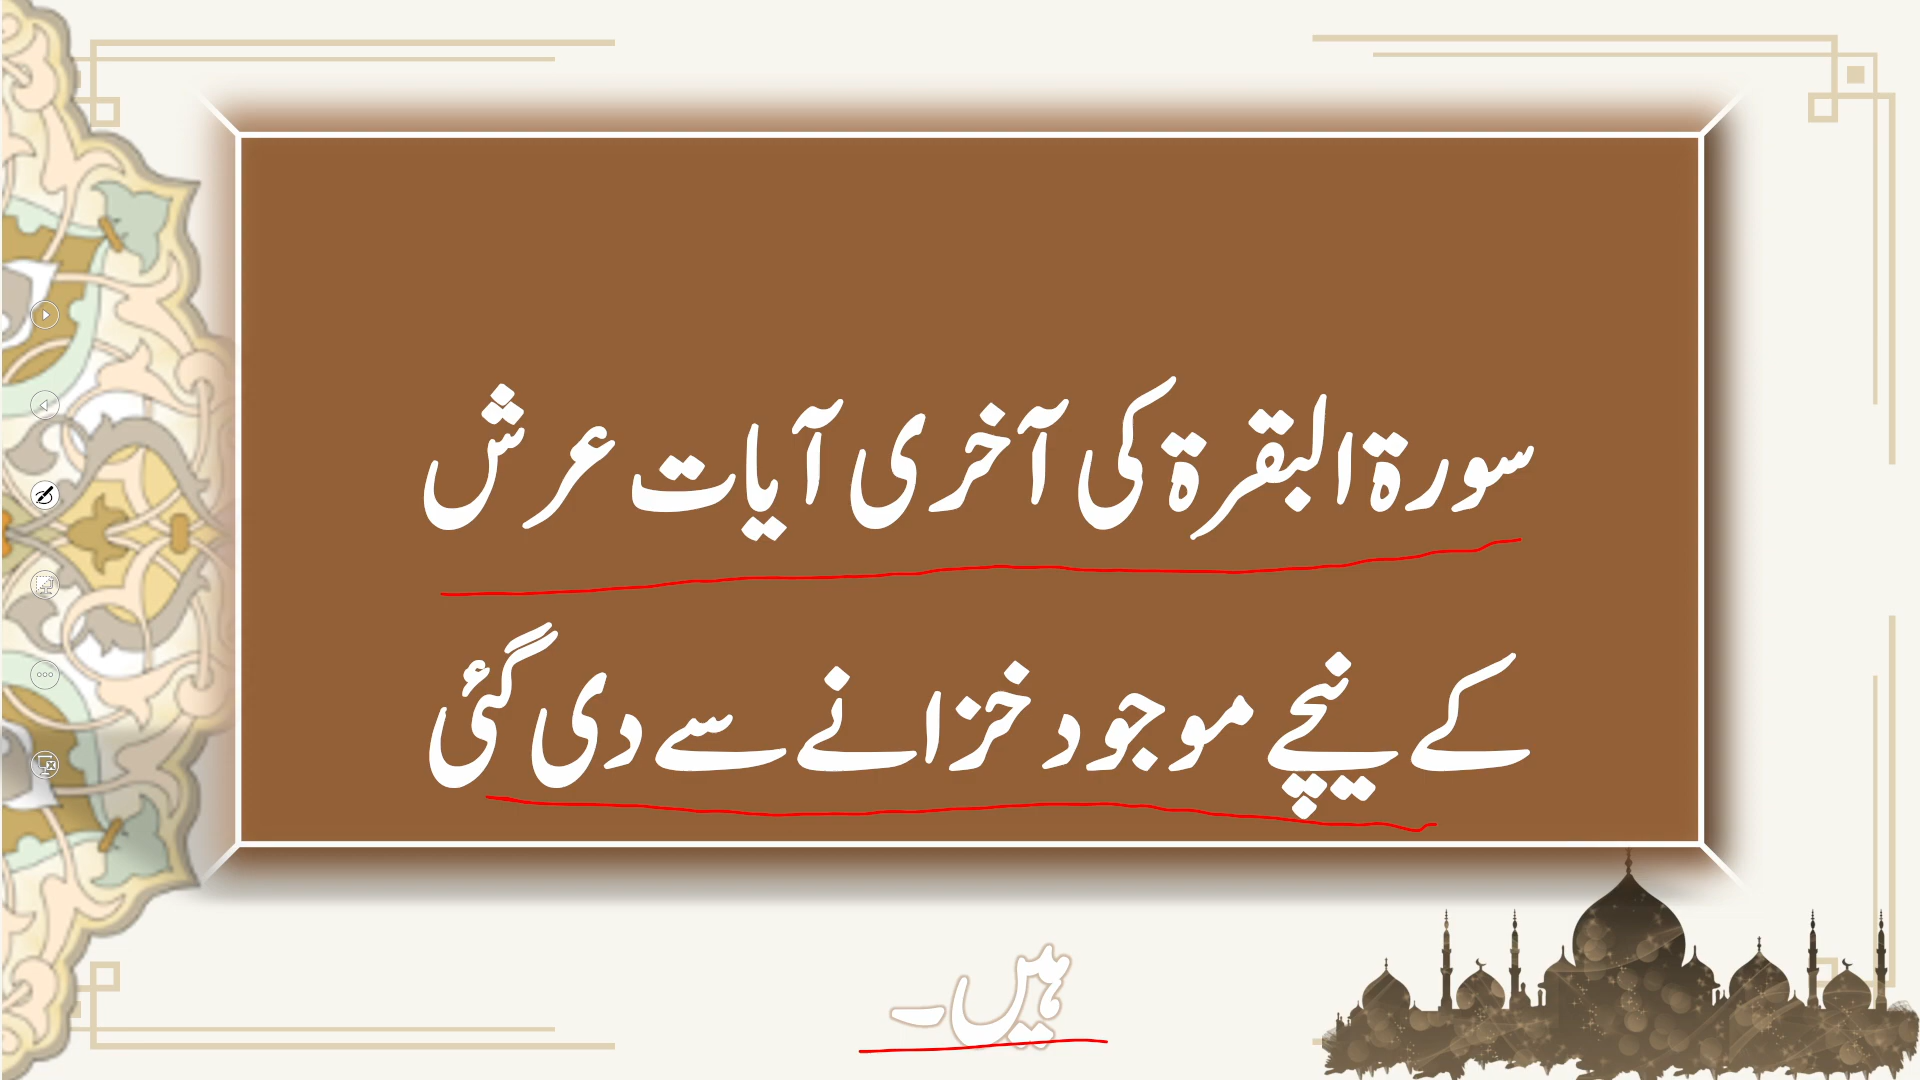 سورۃ البقرۃ کی آخری آیات عرش
کے نیچے موجود خزانے سے دی گئی
ہیں۔